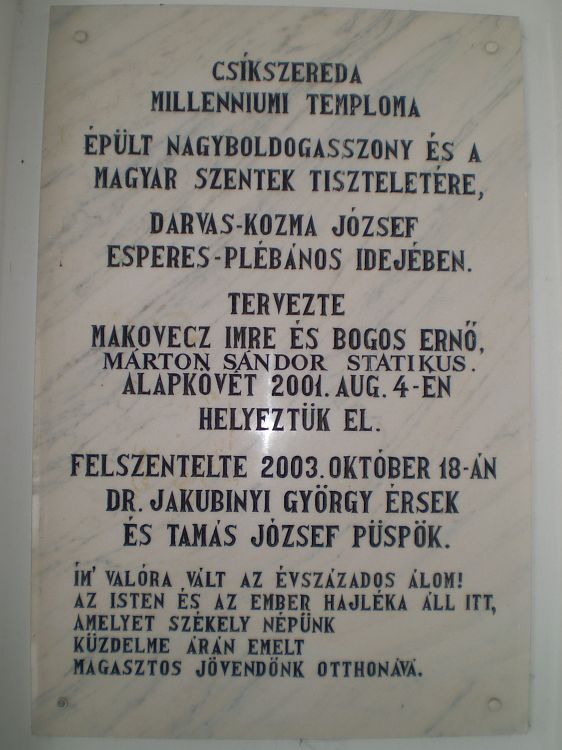 CSÍKSZEREDA
MILLENNIUMI TEMPLOMA
ÉPÜLT NAGYBOLDOGASSZONY ÉS A
MAGYAR SZENTEK TISZTELETÉRE,
DARVAS-KOZMA JÓZSEF
ESPERES-PLÉBÁNOS IDEJÉBEN.
TERVEZTE
MAKOVECZ IMRE ÉS BOGOS ERNŐ,
MÁRTON SÁNDOR STATIKUS.
ALAPKÖVÉT 2001. AUG. 4-EN
HELYEZTÜK EL.
FELSZENTELTE 2003. OKTÓBER 18-ÁN
DR. JAKUBINYI GYÖRGY ÉRSEK
ÉS TAMÁS JÓZSEF PÜSPÖK.
ÍM' VALÓRA VÁLT AZ ÉVSZÁZADOS ÁLOM!
AZ ISTEN ÉS AZ EMBER HAJLÉKA ÁLL ITT,
AMELYET SZÉKELY NÉPÜNK
KÜZDELME ÁRÁN EMELT
MAGASZTOS JÖVENDŐNK OTTHONÁVÁ.